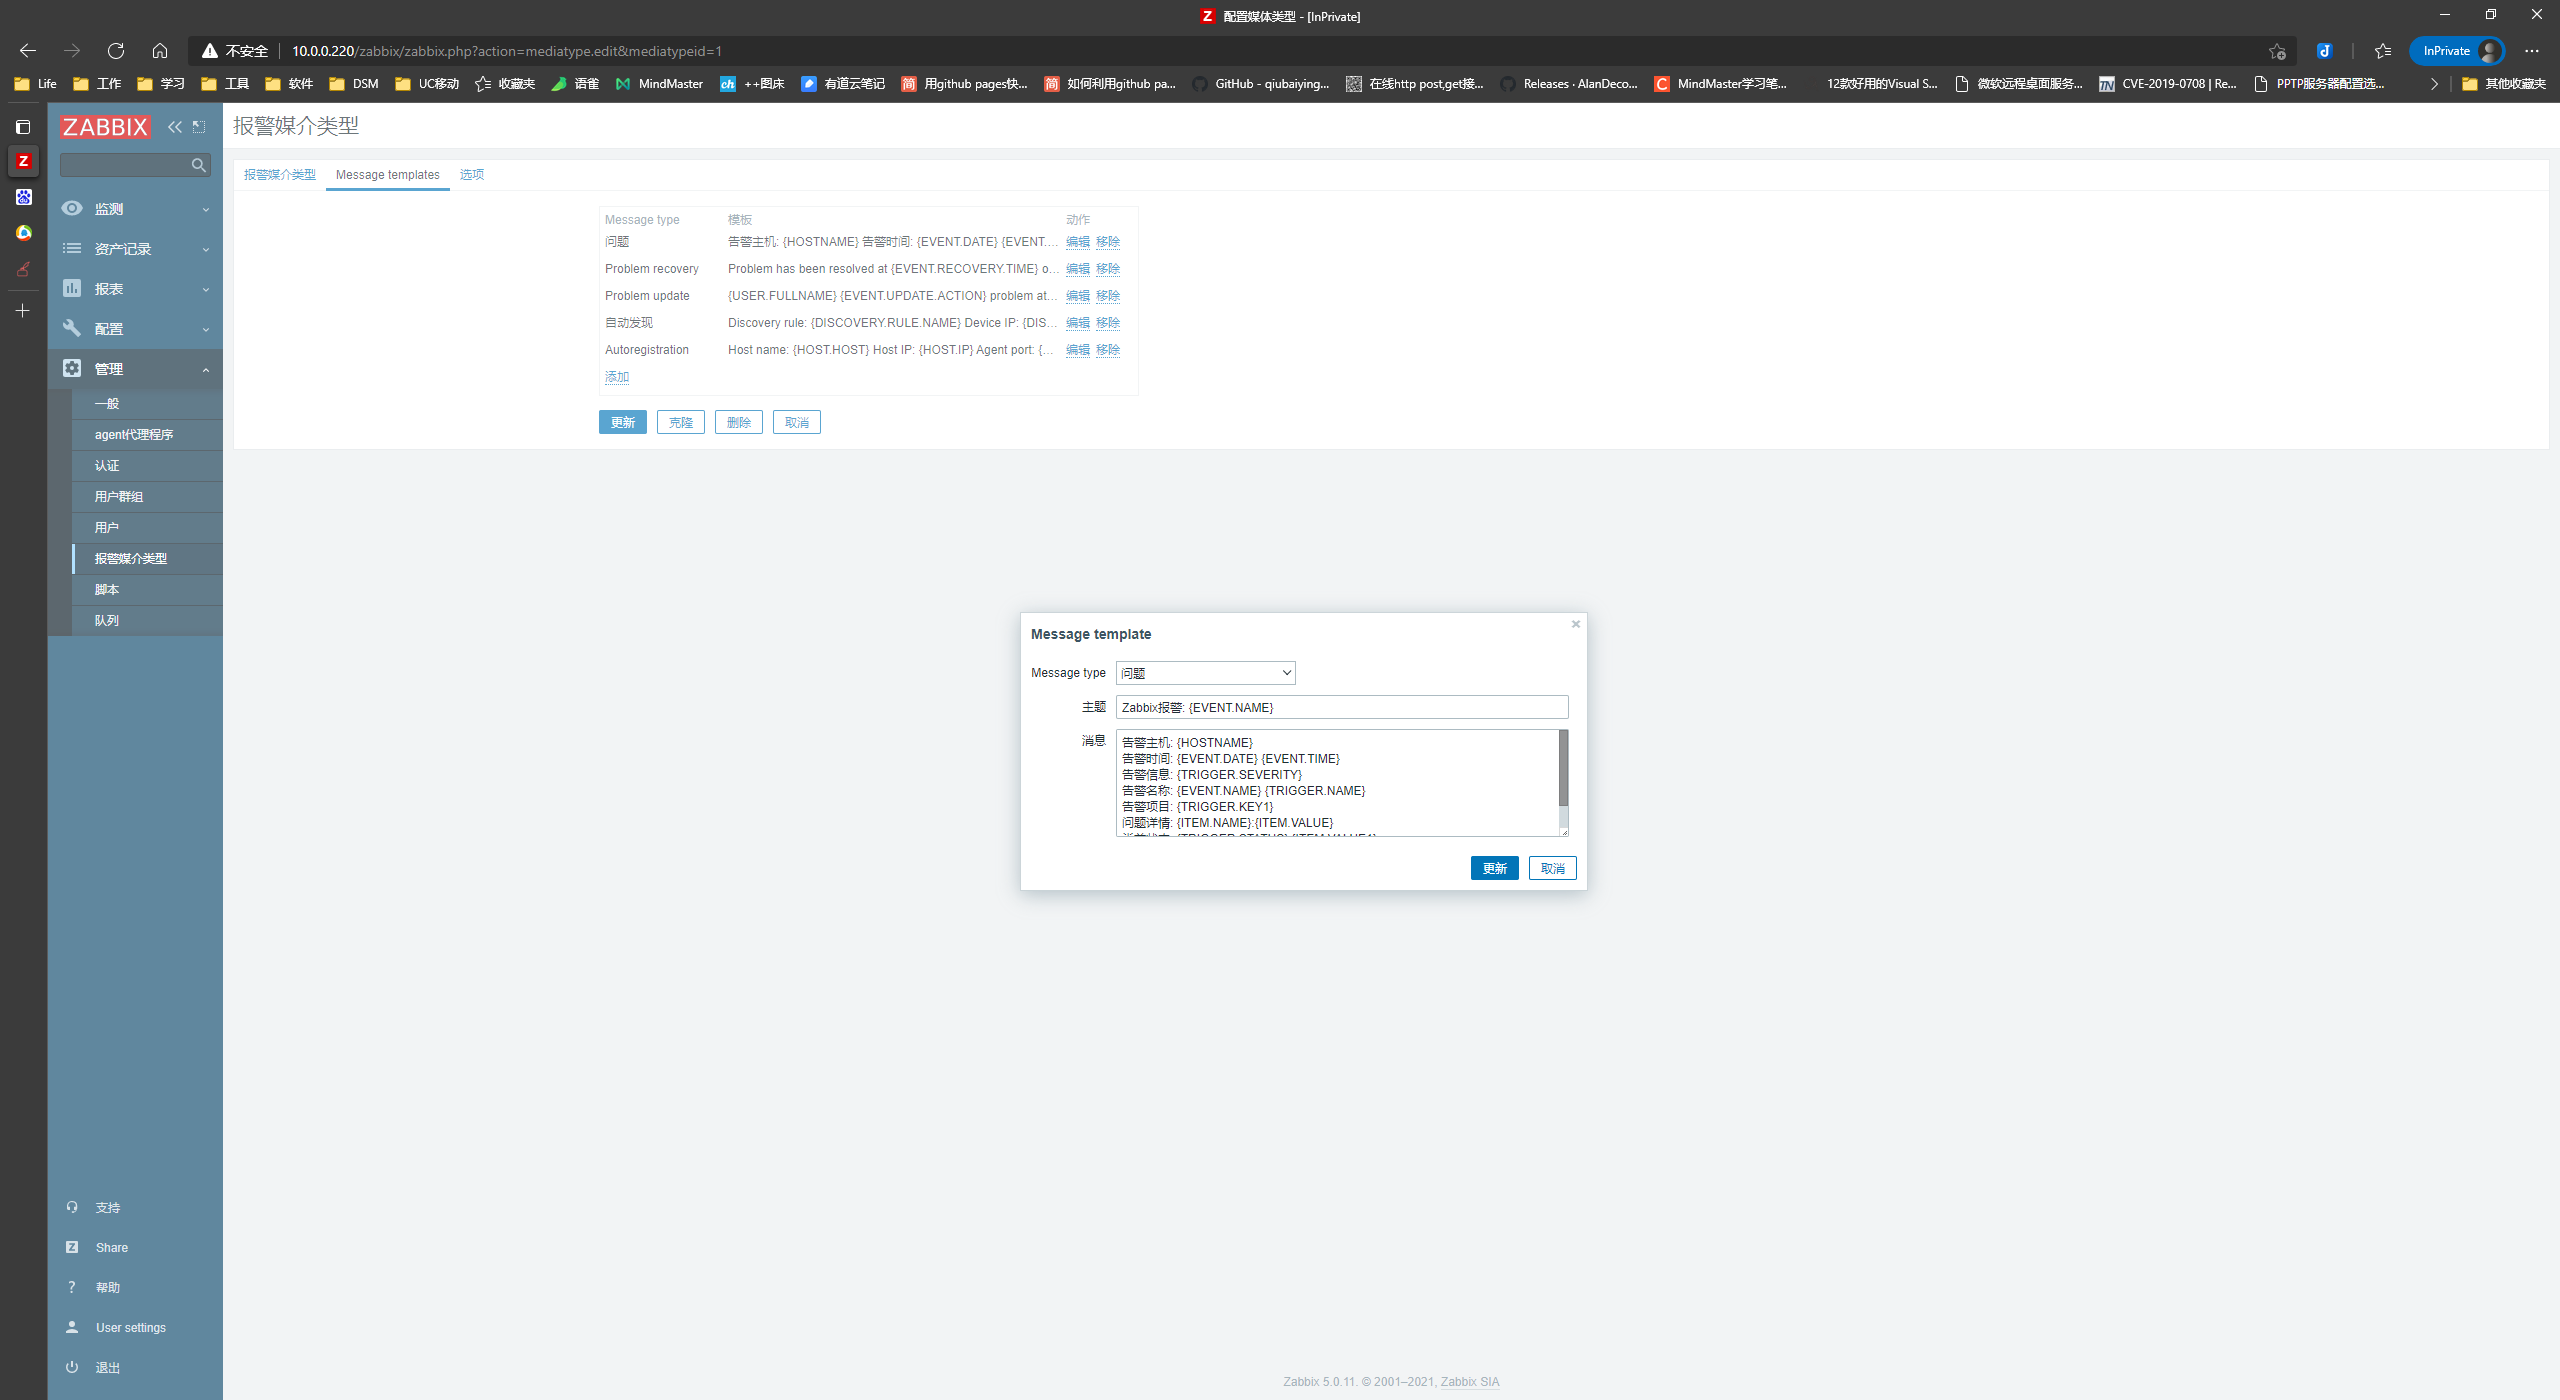 配置媒体类型 - [InPrivate]
不安全 10.0.0.220/zabbix/zabbix.php?action=mediatype.edit&mediatypeid=1
InPrivate
Life 工作 学习 工具 软件 DSM UC移动 收藏夹 语雀 MindMaster ++图床 有道云笔记 用github pages快... 如何利用github pa... GitHub - qiubaiying... 在线http post,get接... Releases · AlanDeco... MindMaster学习笔... 12款好用的Visual S... 微软远程桌面服务... CVE-2019-0708 | Re... PPTP服务器配置选... 其他收藏夹
ZABBIX
监测
资产记录
报表
配置
管理
一般
agent代理程序
认证
用户群组
用户
报警媒介类型
脚本
队列
支持
Share
帮助
User settings
退出
报警媒介类型
报警媒介类型 Message templates 选项
Message type 模板 动作
问题 告警主机: {HOSTNAME} 告警时间: {EVENT.DATE} {EVENT.... 编辑 移除
Problem recovery Problem has been resolved at {EVENT.RECOVERY.TIME} o... 编辑 移除
Problem update {USER.FULLNAME} {EVENT.UPDATE.ACTION} problem at... 编辑 移除
自动发现 Discovery rule: {DISCOVERY.RULE.NAME} Device IP: {DIS... 编辑 移除
Autoregistration Host name: {HOST.HOST} Host IP: {HOST.IP} Agent port: {... 编辑 移除
添加
更新 克隆 删除 取消
Message template
Message type 问题
主题 Zabbix报警: {EVENT.NAME}
消息 告警主机: {HOSTNAME}
告警时间: {EVENT.DATE} {EVENT.TIME}
告警信息: {TRIGGER.SEVERITY}
告警名称: {EVENT.NAME} {TRIGGER.NAME}
告警项目: {TRIGGER.KEY1}
问题详情: {ITEM.NAME}:{ITEM.VALUE}
更新 取消
Zabbix 5.0.11. © 2001–2021, Zabbix SIA